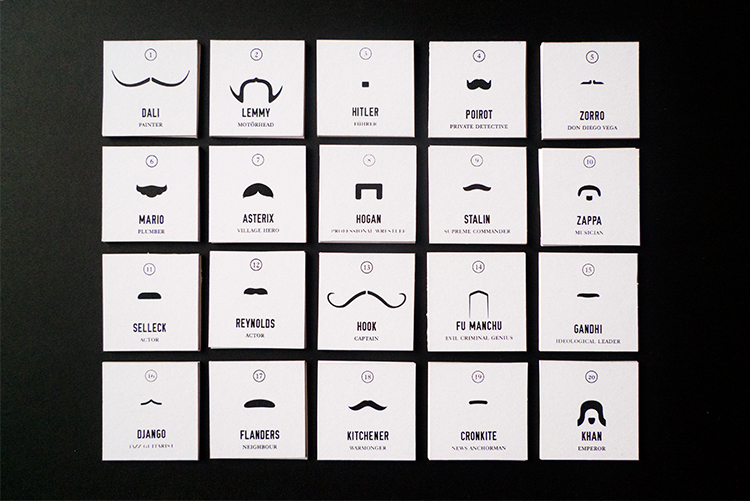 1
DALI
PAINTER
2
LEMMY
MOTÖRHEAD
3
HITLER
FÜHRER
4
POIROT
PRIVATE DETECTIVE
5
ZORRO
DON DIEGO VEGA
6
MARIO
PLUMBER
7
ASTERIX
VILLAGE HERO
8
HOGAN
PROFESSIONAL WRESTLER
9
STALIN
SUPREME COMMANDER
10
ZAPPA
MUSICIAN
11
SELLECK
ACTOR
12
REYNOLDS
ACTOR
13
HOOK
CAPTAIN
14
FU MANCHU
EVIL CRIMINAL GENIUS
15
GANDHI
IDEOLOGICAL LEADER
16
DJANGO
JAZZ GUITARIST
17
FLANDERS
NEIGHBOUR
18
KITCHENER
WARMONGER
19
CRONKITE
NEWS ANCHORMAN
20
KHAN
EMPEROR